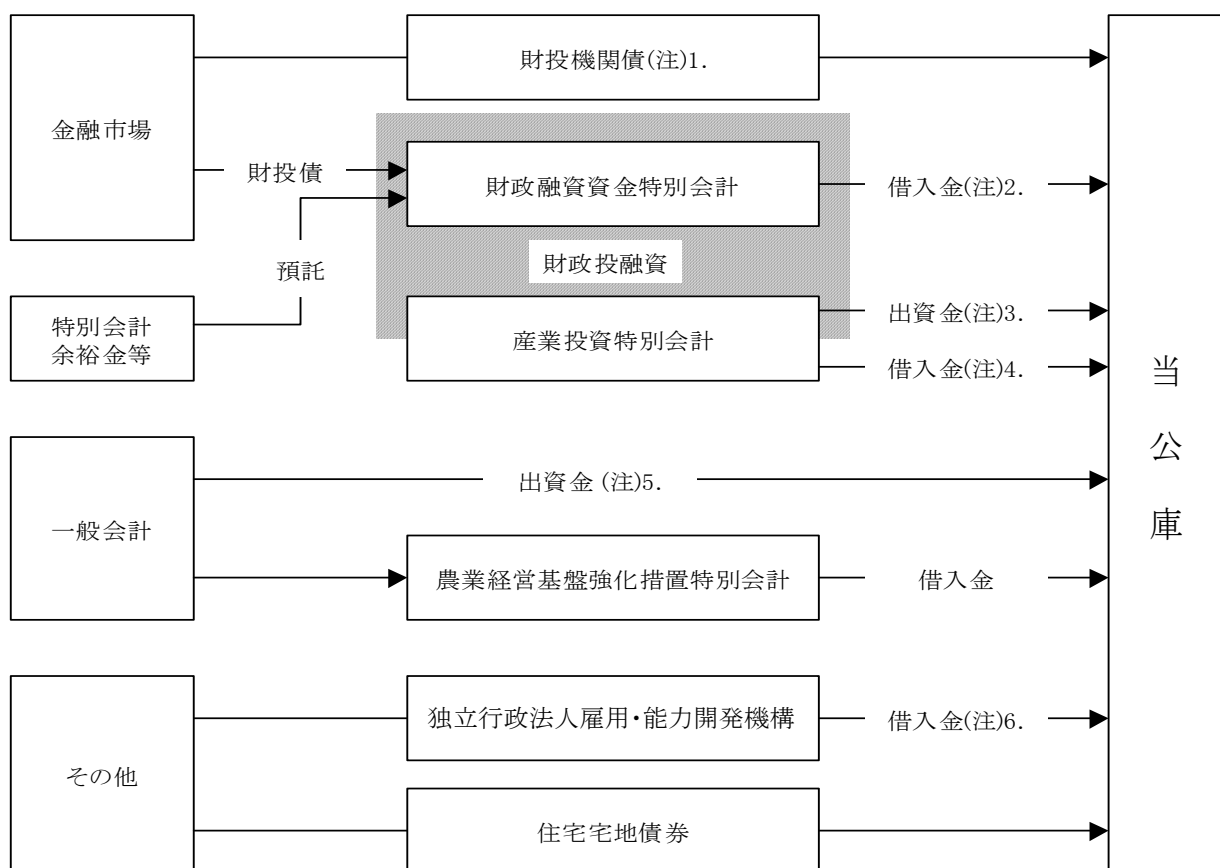 財投機関債(注)1.
金融市場
財投債
財政融資資金特別会計
借入金(注)2.
財政投融資
預託
出資金(注)3.
特別会計
余裕金等
産業投資特別会計
借入金(注)4.
当公庫
出資金(注)5.
一般会計
農業経営基盤強化措置特別会計
借入金
独立行政法人雇用・能力開発機構
借入金(注)6.
その他
住宅宅地債券